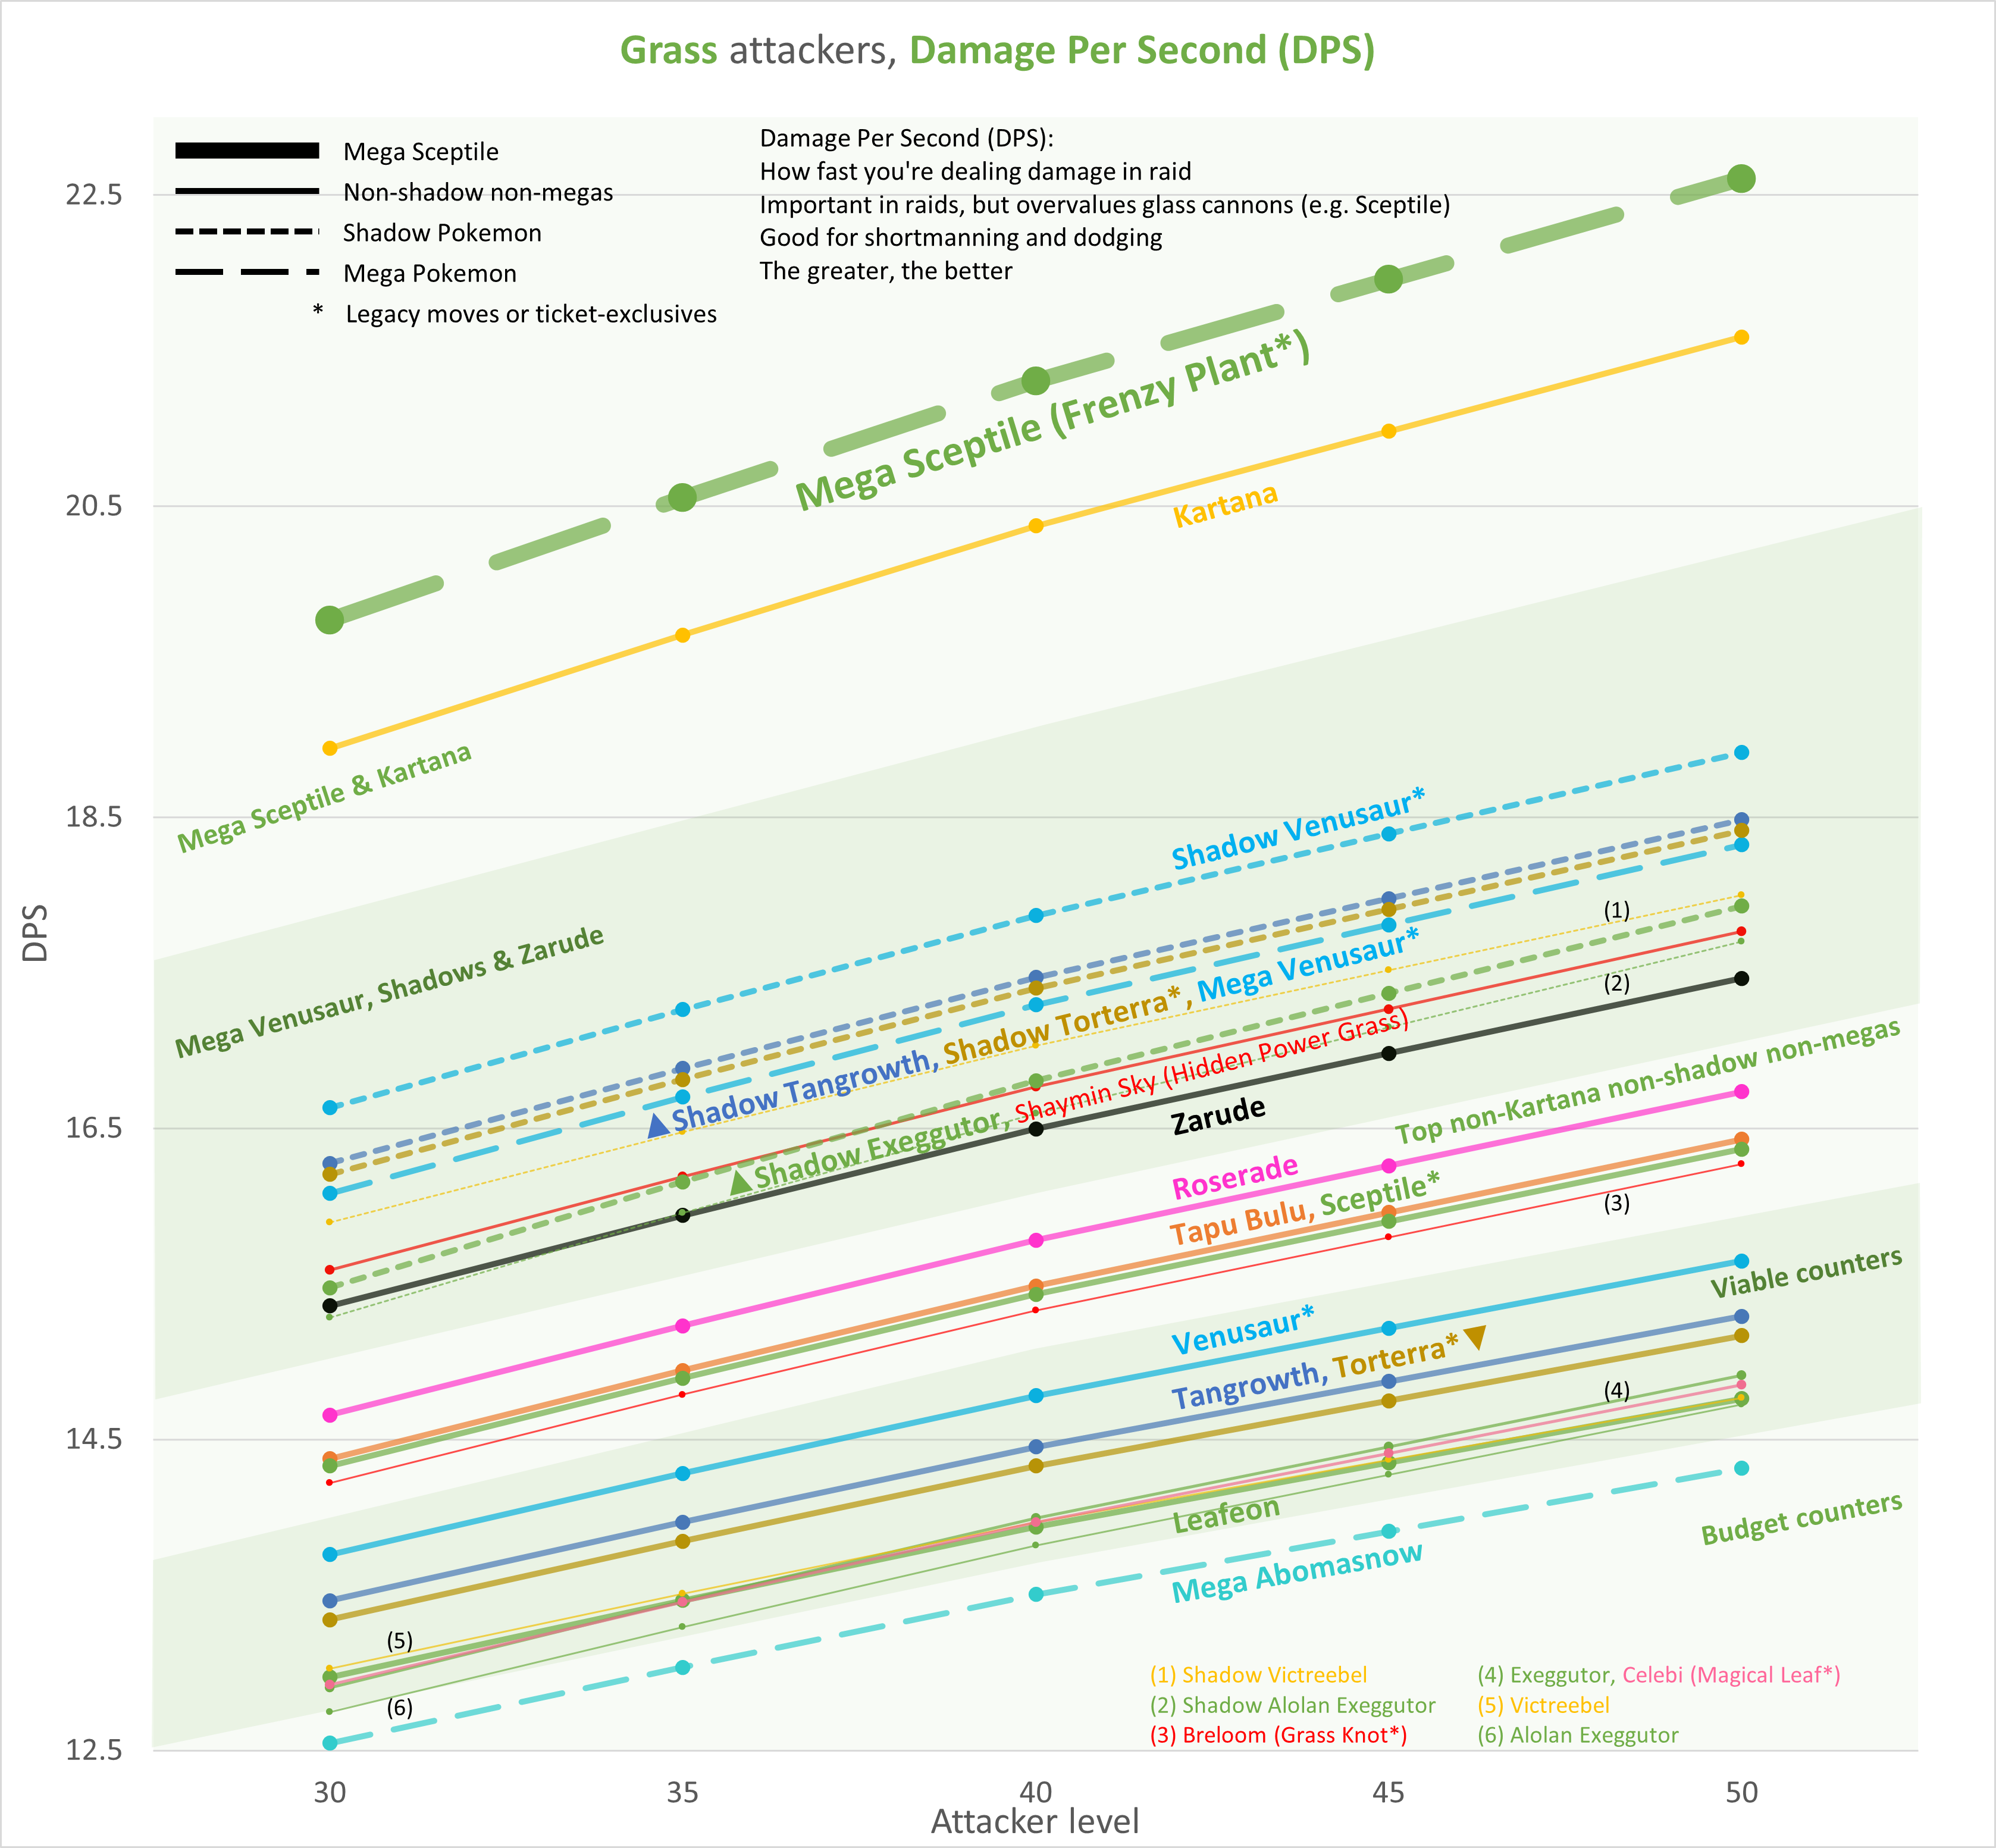 Grass attackers, Damage Per Second (DPS)
Mega Sceptile
Non-shadow non-megas
Shadow Pokemon
Mega Pokemon
* Legacy moves or ticket-exclusives
Damage Per Second (DPS):
How fast you're dealing damage in raid
Important in raids, but overvalues glass cannons (e.g. Sceptile)
Good for shortmanning and dodging
The greater, the better
22.5
20.5
18.5
16.5
14.5
12.5
DPS
Mega Sceptile (Frenzy Plant*)
Kartana
Mega Sceptile & Kartana
Shadow Venusaur*
(1)
Mega Venusaur, Shadows & Zarude
▲Shadow Tangrowth, Shadow Torterra*, Mega Venusaur*
(2)
▲Shadow Exeggutor, Shaymin Sky (Hidden Power Grass)
Zarude
Top non-Kartana non-shadow non-megas
Roserade
Tapu Bulu, Sceptile*
(3)
Viable counters
Venusaur*
Tangrowth, Torterra*▼
(4)
Leafeon
Mega Abomasnow
Budget counters
(5)
(6)
(1) Shadow Victreebel
(2) Shadow Alolan Exeggutor
(3) Breloom (Grass Knot*)
(4) Exeggutor, Celebi (Magical Leaf*)
(5) Victreebel
(6) Alolan Exeggutor
30 35 40 45 50
Attacker level